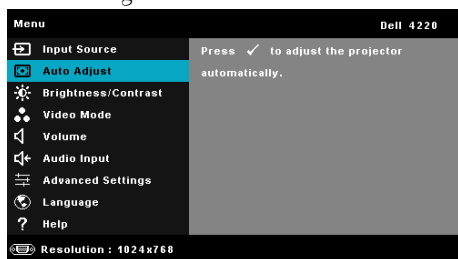 Menu
Dell 4220
Input Source
Auto Adjust
Brightness/Contrast
Video Mode
Volume
Audio Input
Advanced Settings
Language
? Help
Press ✓ to adjust the projector
automatically.
Resolution : 1024x768